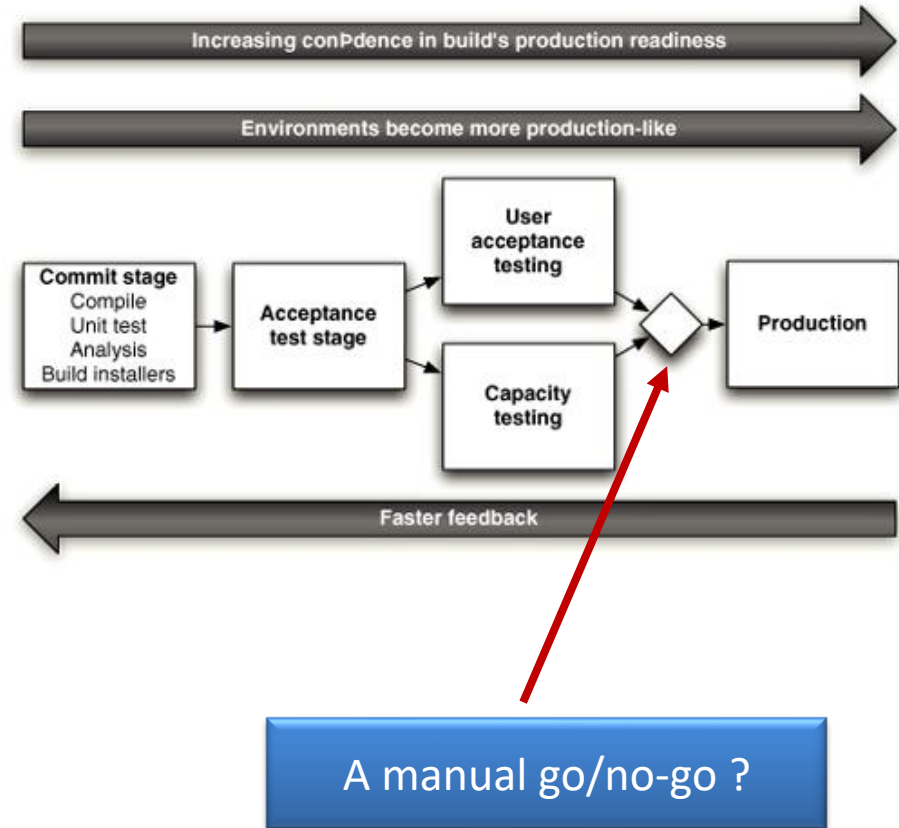 Increasing conÞdence in build's production readiness
Environments become more production-like
Commit stage
Compile
Unit test
Analysis
Build installers
Acceptance
test stage
User
acceptance
testing
Capacity
testing
Production
Faster feedback
A manual go/no-go ?